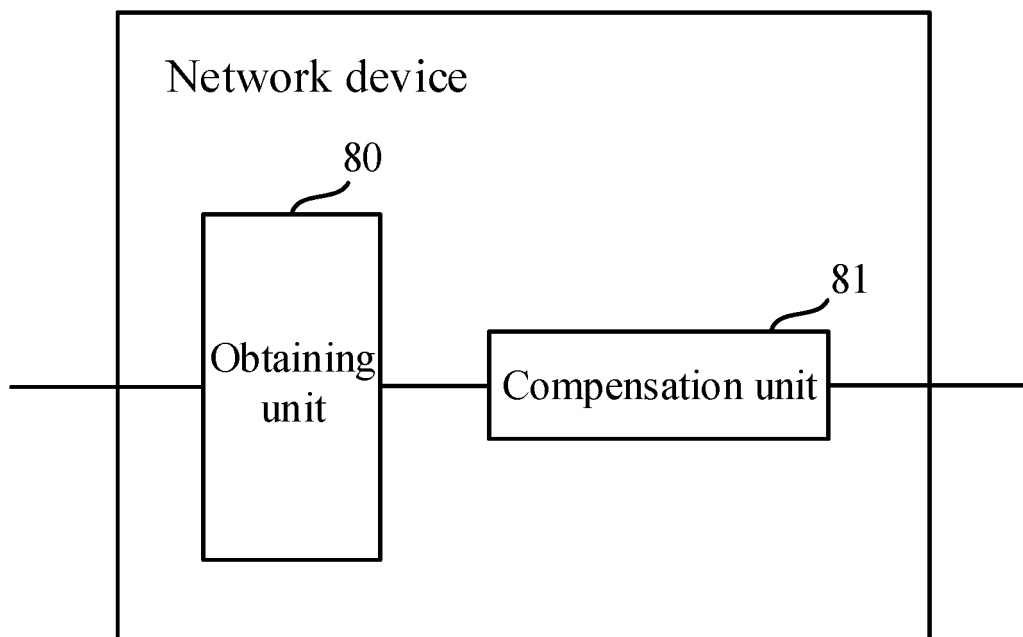 Network device
80
81
Obtaining
unit
Compensation unit